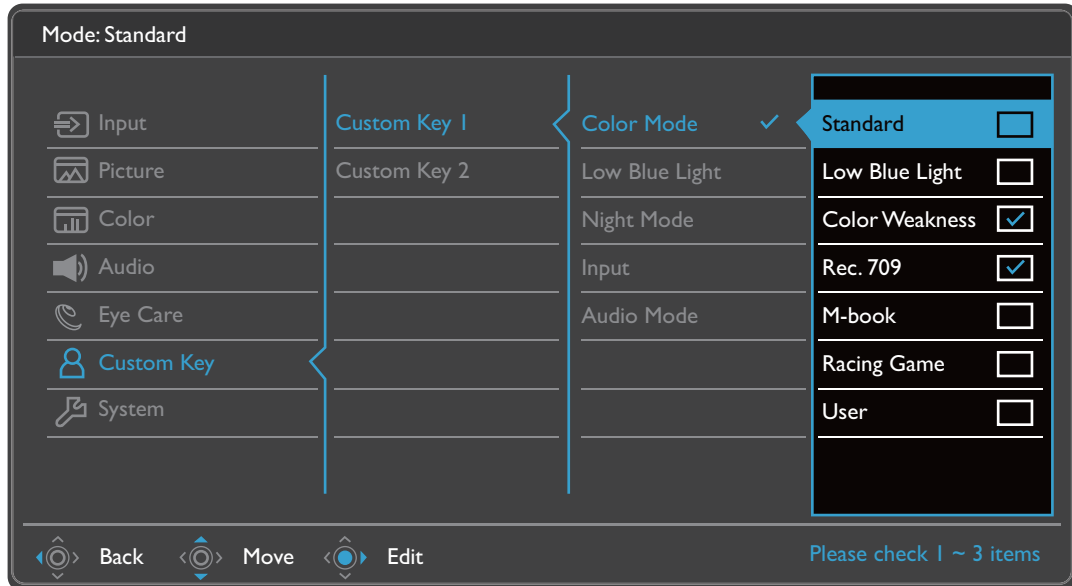 Mode: Standard
Input
Picture
Color
Audio
Eye Care
Custom Key
System
Custom Key 1
Custom Key 2
Color Mode
Low Blue Light
Night Mode
Input
Audio Mode
Standard
Low Blue Light
Color Weakness
Rec. 709
M-book
Racing Game
User
Back Move Edit Please check 1 ~ 3 items